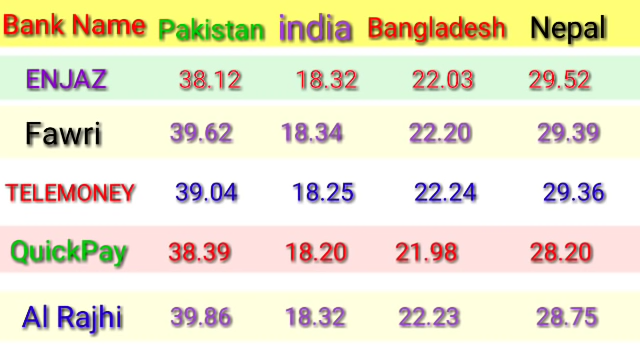 Bank Name Pakistan india Bangladesh Nepal
ENJAZ 38.12 18.32 22.03 29.52
Fawri 39.62 18.34 22.20 29.39
TELEMONEY 39.04 18.25 22.24 29.36
QuickPay 38.39 18.20 21.98 28.20
Al Rajhi 39.86 18.32 22.23 28.75